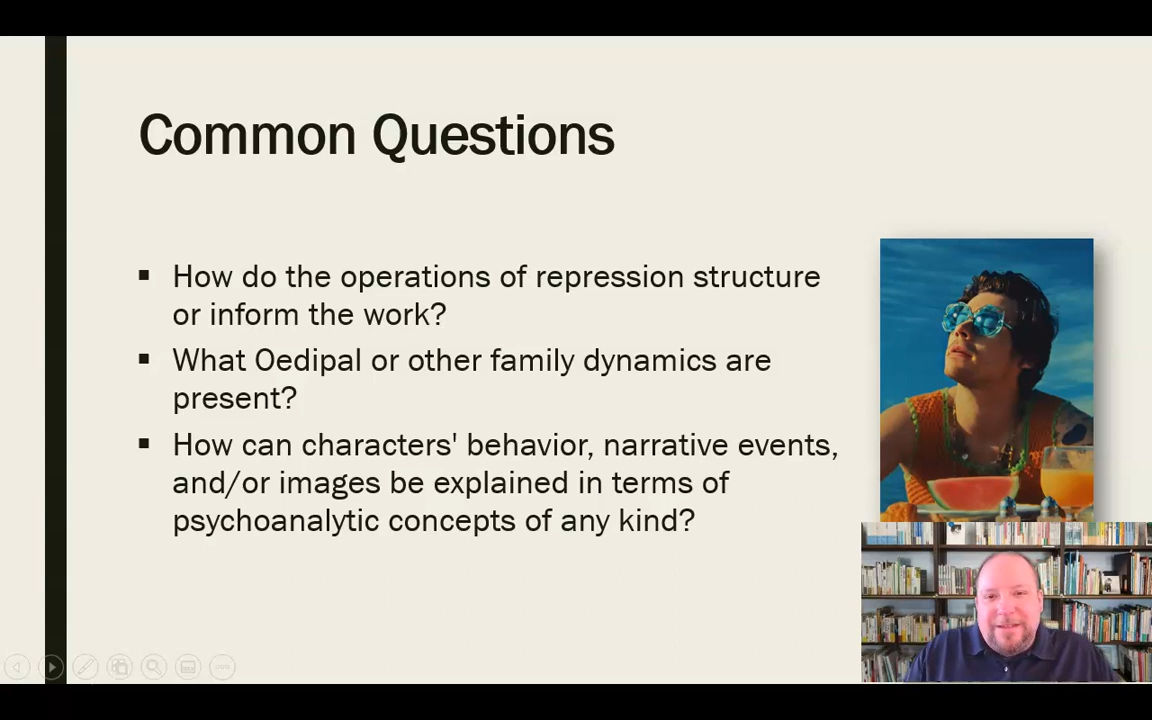 Common Questions
▪ How do the operations of repression structure
or inform the work?
▪ What Oedipal or other family dynamics are
present?
▪ How can characters' behavior, narrative events,
and/or images be explained in terms of
psychoanalytic concepts of any kind?